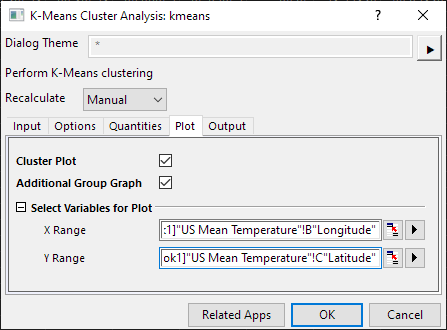 K-Means Cluster Analysis: kmeans
Dialog Theme *
Perform K-Means clustering
Recalculate Manual
Input Options Quantities Plot Output
Cluster Plot
Additional Group Graph
Select Variables for Plot
X Range :1]"US Mean Temperature"!B"Longitude"
Y Range ok1]"US Mean Temperature"!C"Latitude"
Related Apps OK Cancel